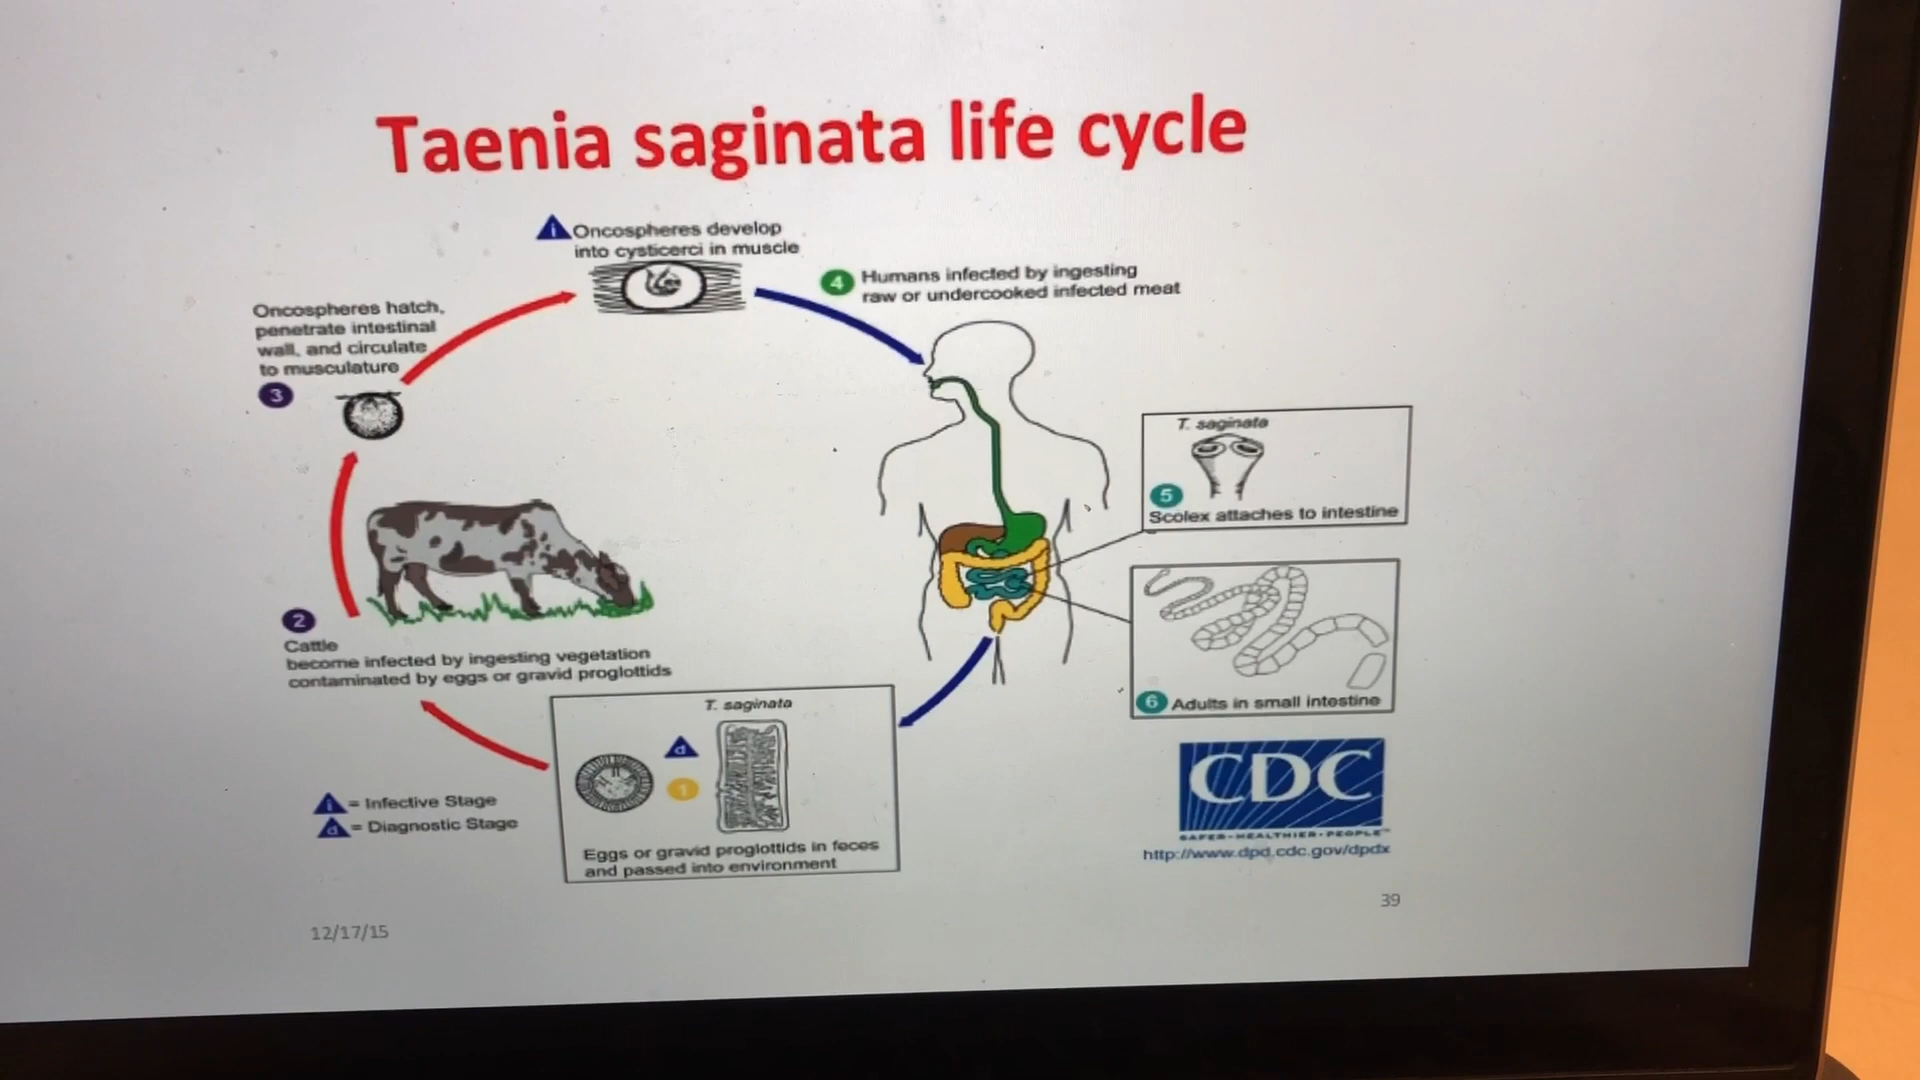 Taenia saginata life cycle
i Oncospheres develop
into cysticerci in muscle
4 Humans infected by ingesting
raw or undercooked infected meat
Oncospheres hatch,
penetrate intestinal
wall, and circulate
to musculature
3
T. saginata
5
Scolex attaches to intestine
2
Cattle
become infected by ingesting vegetation
contaminated by eggs or gravid proglottids
6 Adults in small intestine
T. saginata
d
1
Eggs or gravid proglottids in feces
and passed into environment
i = Infective Stage
d = Diagnostic Stage
CDC
SAFER·HEALTHIER·PEOPLE™
http://www.dpd.cdc.gov/dpdx
39
12/17/15